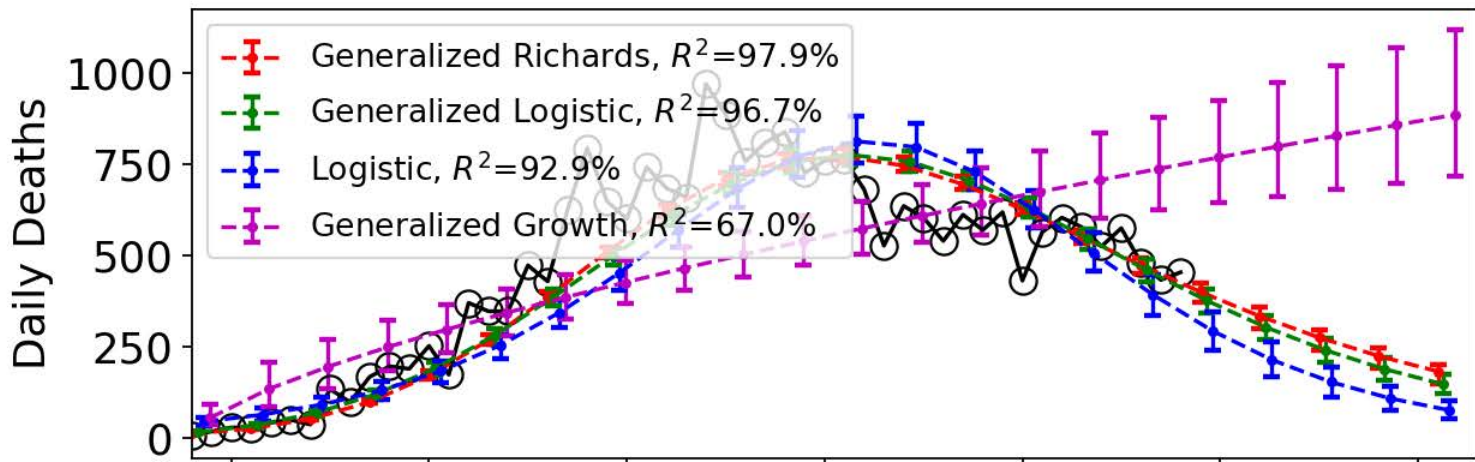 Daily Deaths
1000
750
500
250
0
Generalized Richards, R²=97.9%
Generalized Logistic, R²=96.7%
Logistic, R²=92.9%
Generalized Growth, R²=67.0%